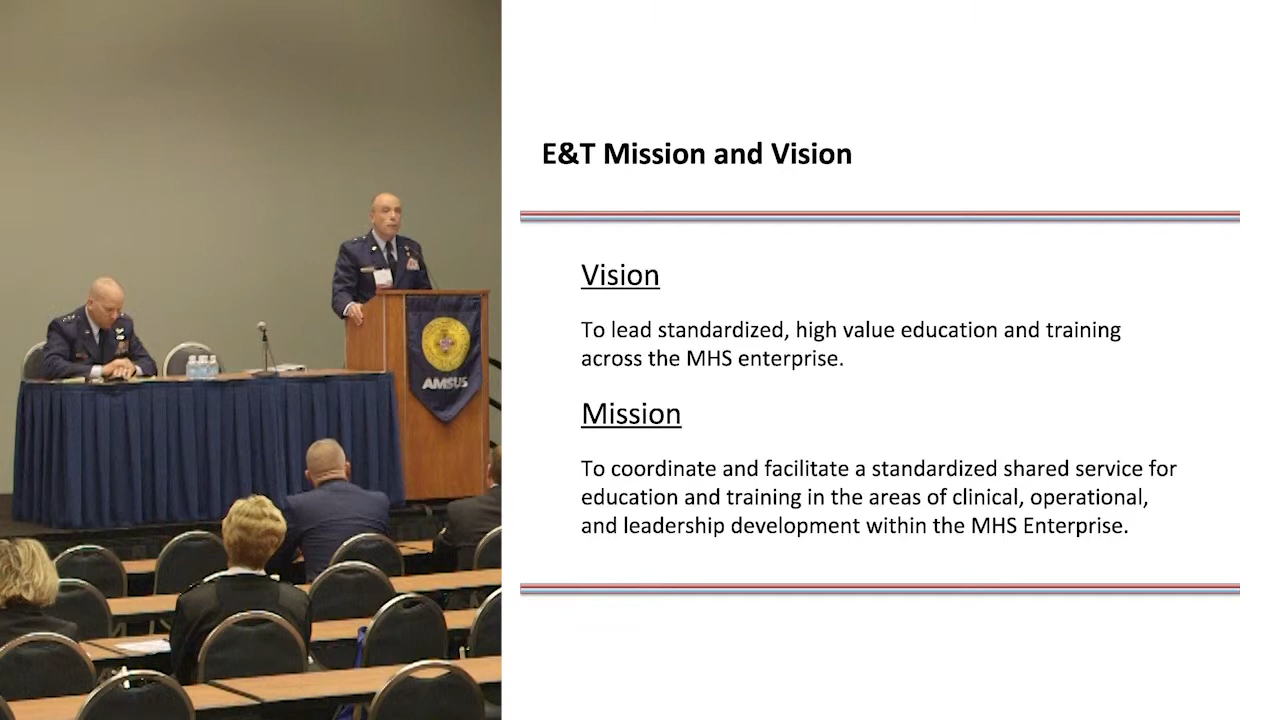 E&T Mission and Vision
Vision
To lead standardized, high value education and training
across the MHS enterprise.
Mission
To coordinate and facilitate a standardized shared service for
education and training in the areas of clinical, operational,
and leadership development within the MHS Enterprise.
AMSUS